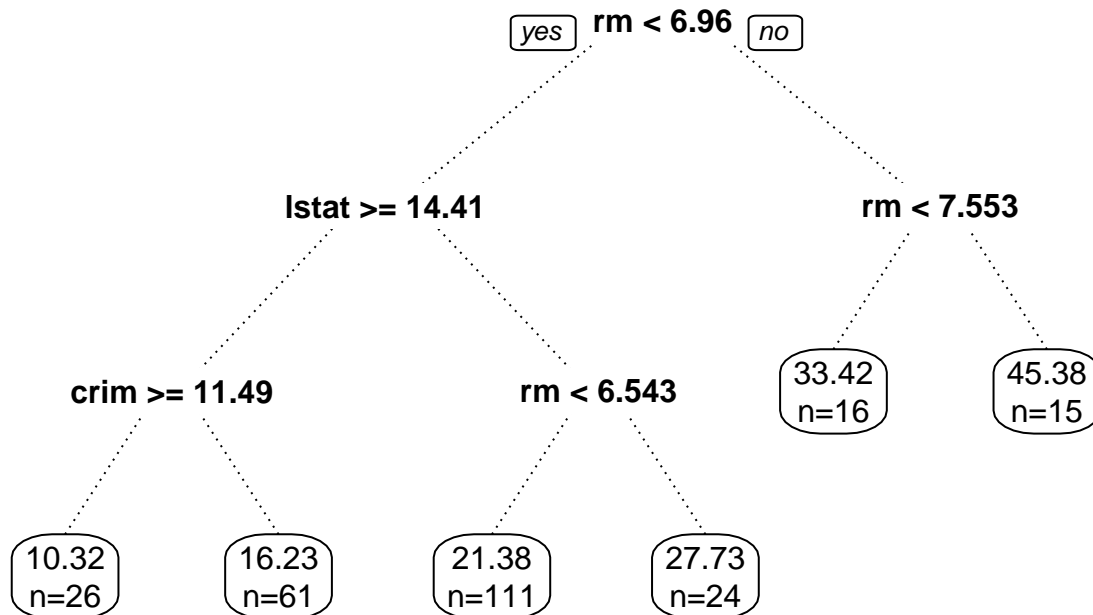 yes rm < 6.96 no
lstat >= 14.41 rm < 7.553
crim >= 11.49 rm < 6.543
33.42
n=16
45.38
n=15
10.32
n=26
16.23
n=61
21.38
n=111
27.73
n=24